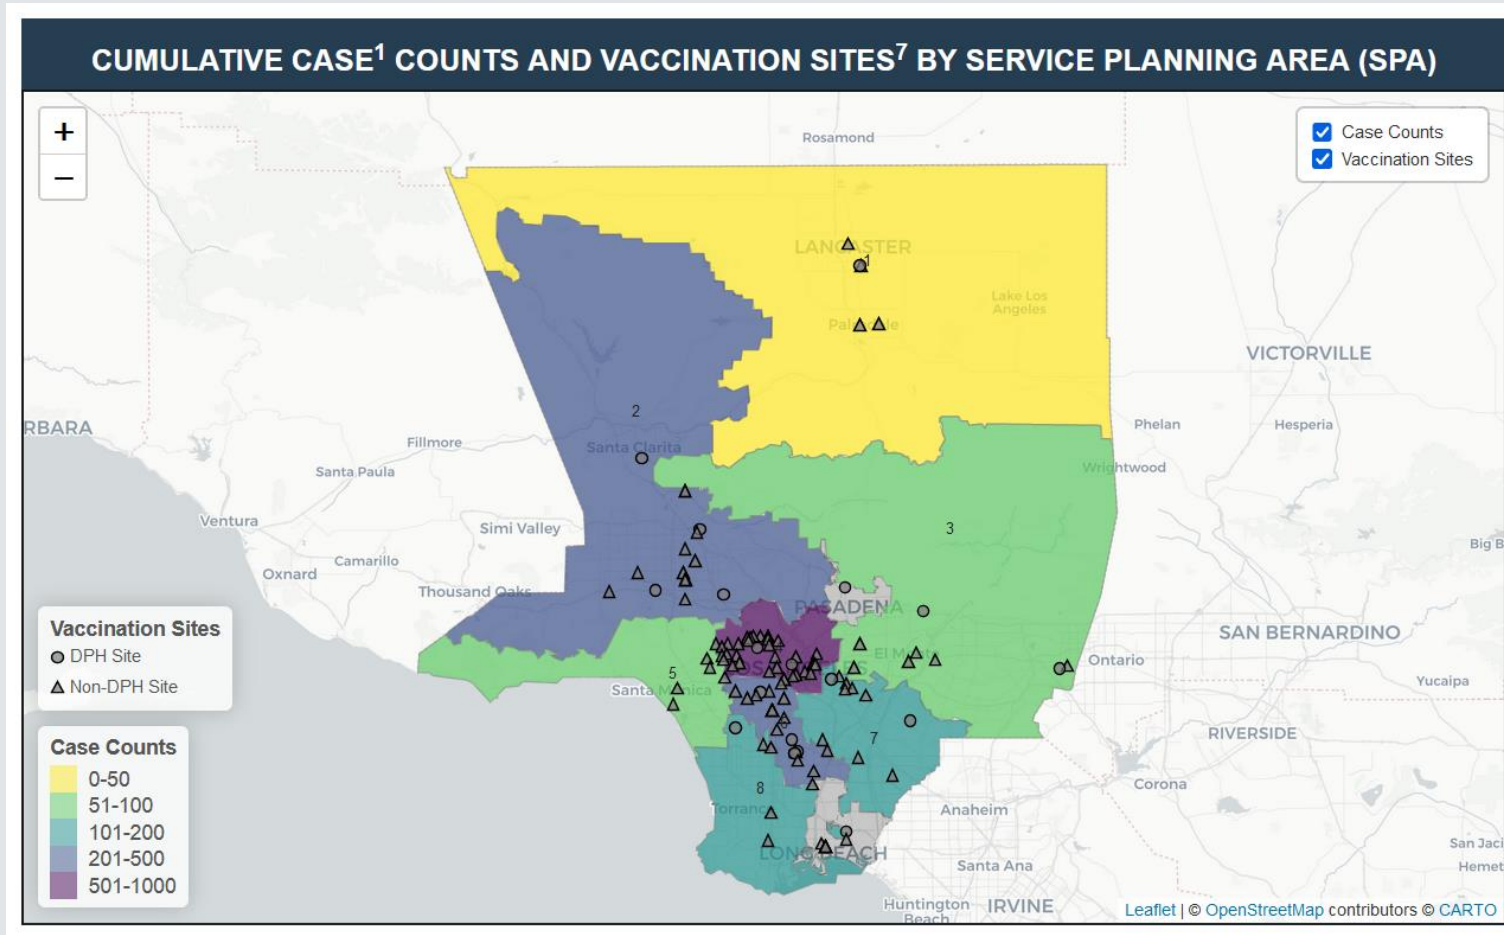 CUMULATIVE CASE¹ COUNTS AND VACCINATION SITES⁷ BY SERVICE PLANNING AREA (SPA)
+
−
Case Counts
Vaccination Sites
Rosamond
LANCASTER
1
Lake Los
Angeles
VICTORVILLE
2
RBARA
Fillmore
Santa Clarita
Phelan
Hesperia
Santa Paula
Wrightwood
Ventura
Simi Valley
3
Big B
Camarillo
Oxnard
Thousand Oaks
PASADENA
Vaccination Sites
DPH Site
Non-DPH Site
SAN BERNARDINO
Ontario
5
Santa Monica
Yucaipa
RIVERSIDE
7
Case Counts
0-50
51-100
101-200
201-500
501-1000
8
Torrance
Corona
Anaheim
LONG BEACH
San Jaci
Hemet
Santa Ana
Huntington
Beach
IRVINE
Leaflet | © OpenStreetMap contributors © CARTO